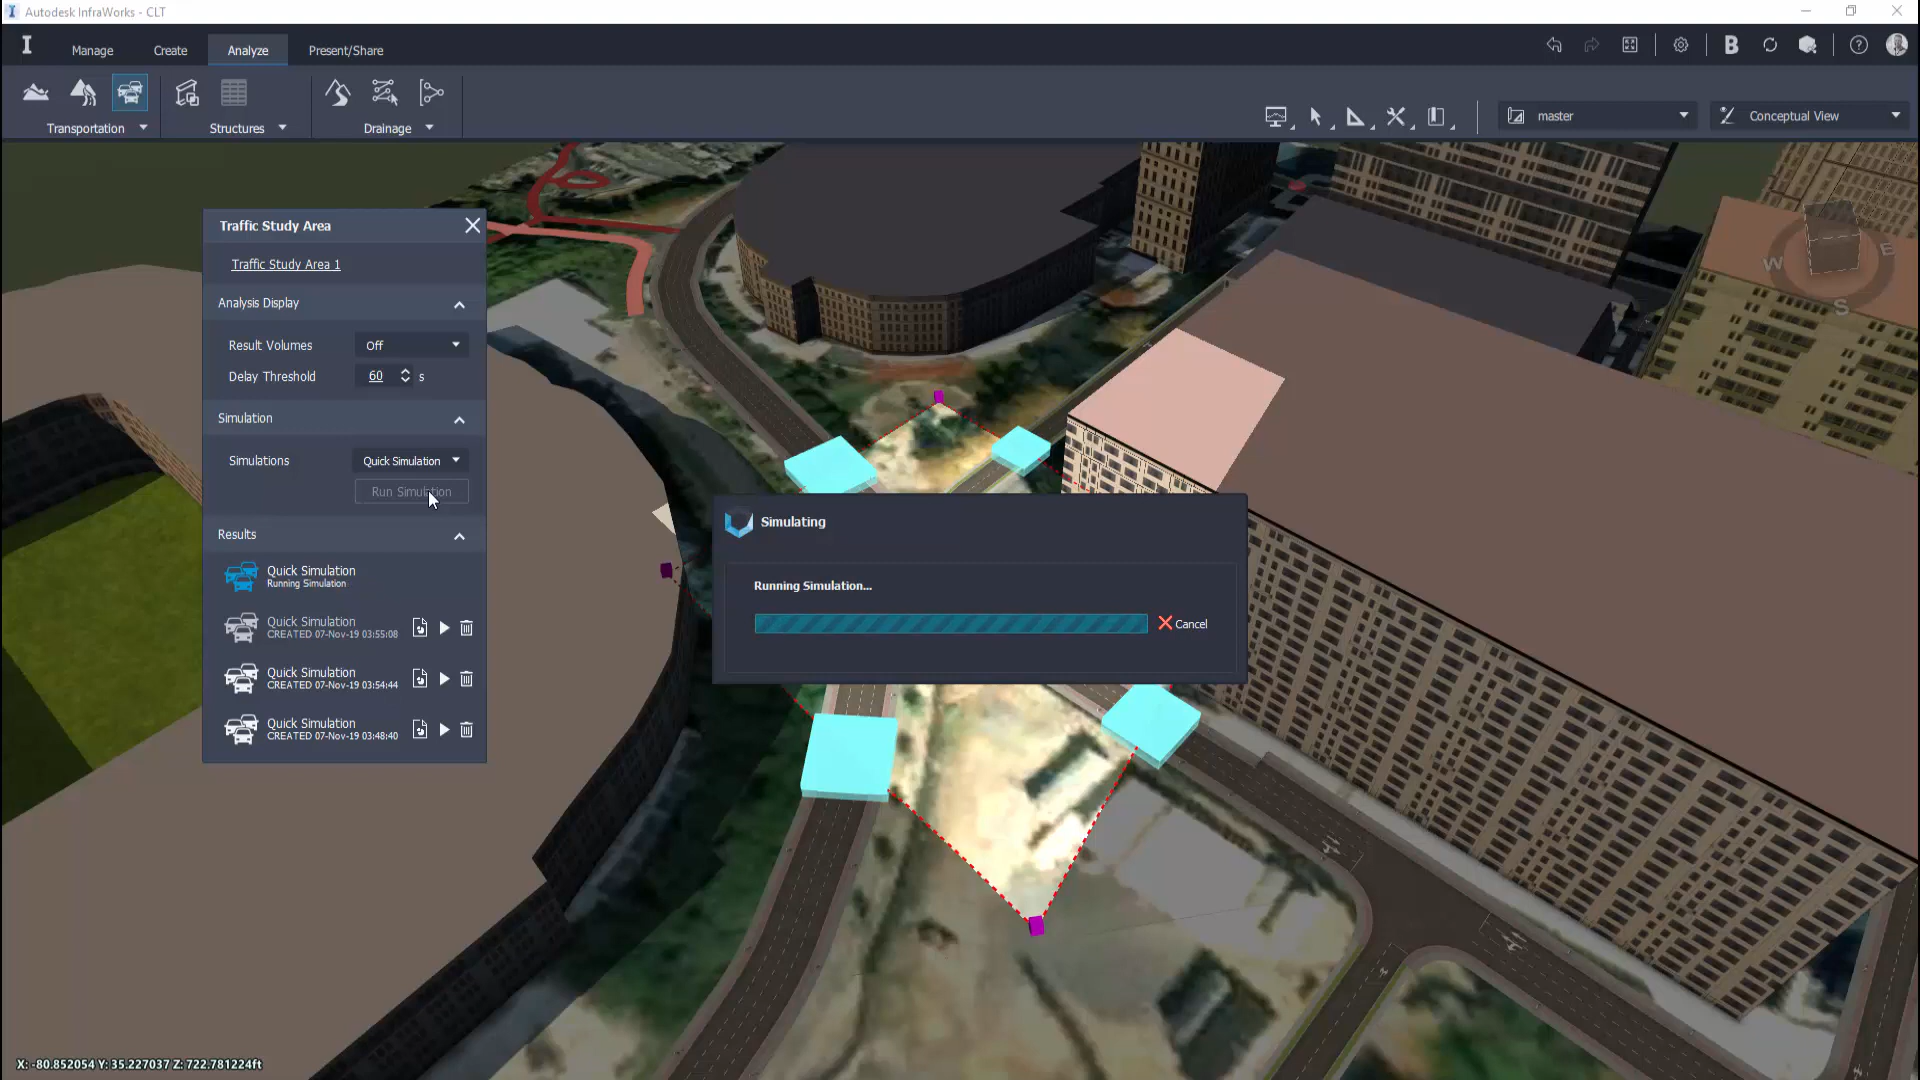 Autodesk InfraWorks - CLT
I
Manage
Create
Analyze
Present/Share
B
?
Transportation
Structures
Drainage
master
Conceptual View
Traffic Study Area
Traffic Study Area 1
Analysis Display
Result Volumes
Off
Delay Threshold
60
s
Simulation
Simulations
Quick Simulation
Run Simulation
Results
Quick Simulation
Running Simulation
Quick Simulation
CREATED 07-Nov-19 03:55:08
Quick Simulation
CREATED 07-Nov-19 03:54:44
Quick Simulation
CREATED 07-Nov-19 03:48:40
Simulating
Running Simulation...
Cancel
W
E
S
X: -80.852054 Y: 35.227037 Z: 722.781224ft